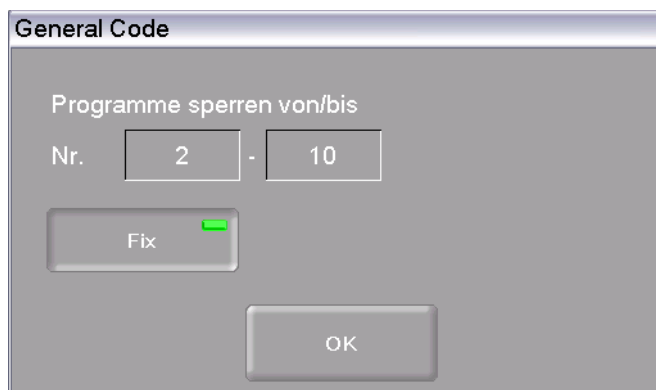 General Code
Programme sperren von/bis
Nr. 2 - 10
Fix
OK